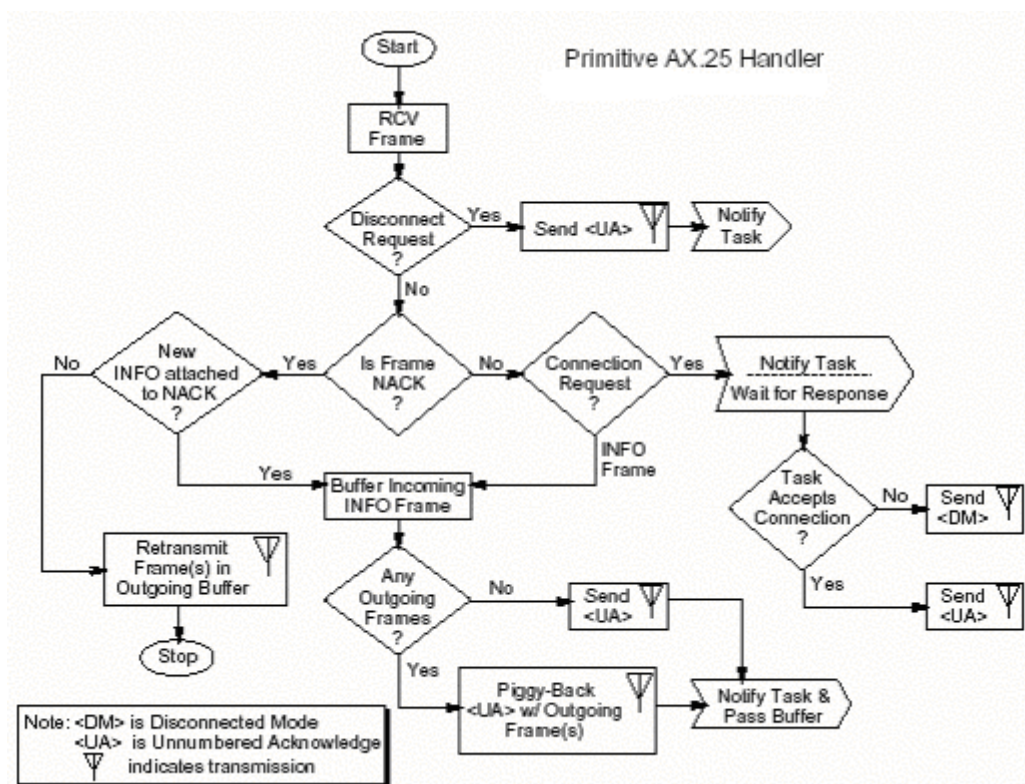 Start
Primitive AX.25 Handler
RCV
Frame
Disconnect
Request
?
Yes
Send <UA>
Notify
Task
No
No
New
INFO attached
to NACK
?
Yes
Is Frame
NACK
?
No
Connection
Request
?
Yes
Notify Task
Wait for Response
INFO
Frame
Yes
Buffer Incoming
INFO Frame
Task
Accepts
Connection
?
No
Send
<DM>
Retransmit
Frame(s) in
Outgoing Buffer
Any
Outgoing
Frames
?
No
Send
<UA>
Yes
Send
<UA>
Stop
Yes
Piggy-Back
<UA> w/ Outgoing
Frame(s)
Notify Task &
Pass Buffer
Note: <DM> is Disconnected Mode
<UA> is Unnumbered Acknowledge
indicates transmission